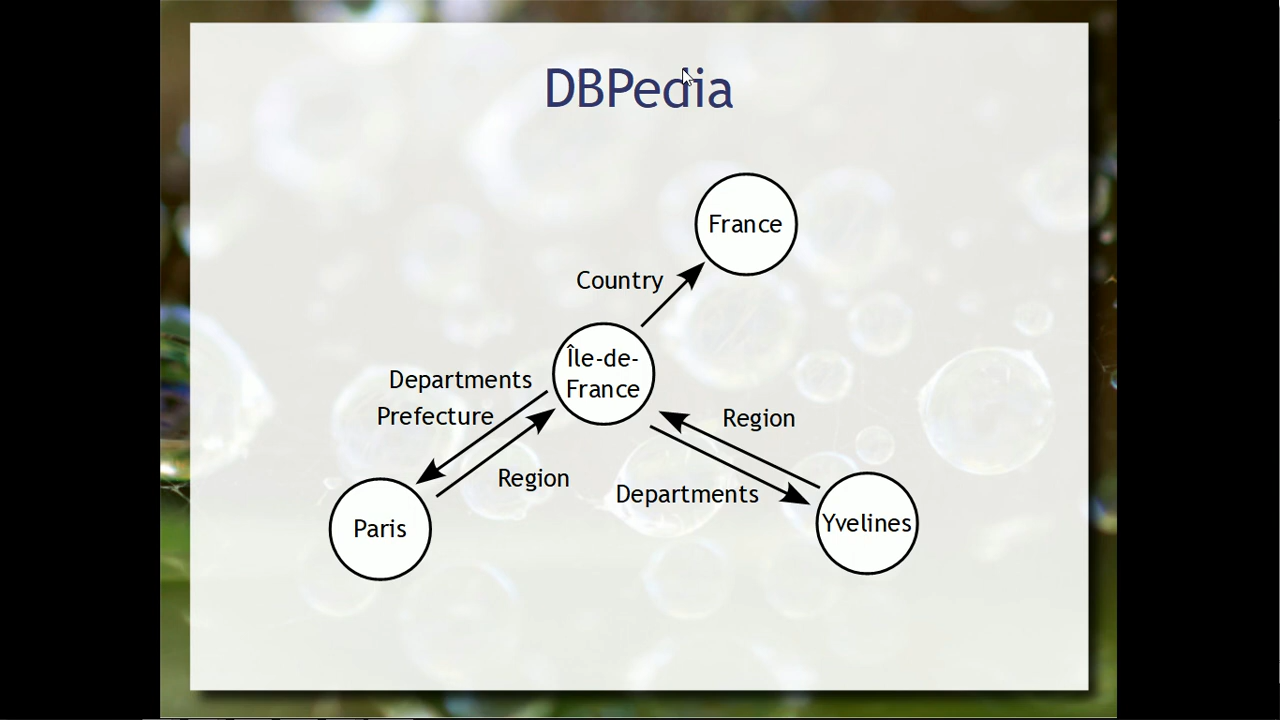 DBPedia
France
Country
Île-de-
France
Departments
Prefecture
Region
Region
Departments
Paris
Yvelines